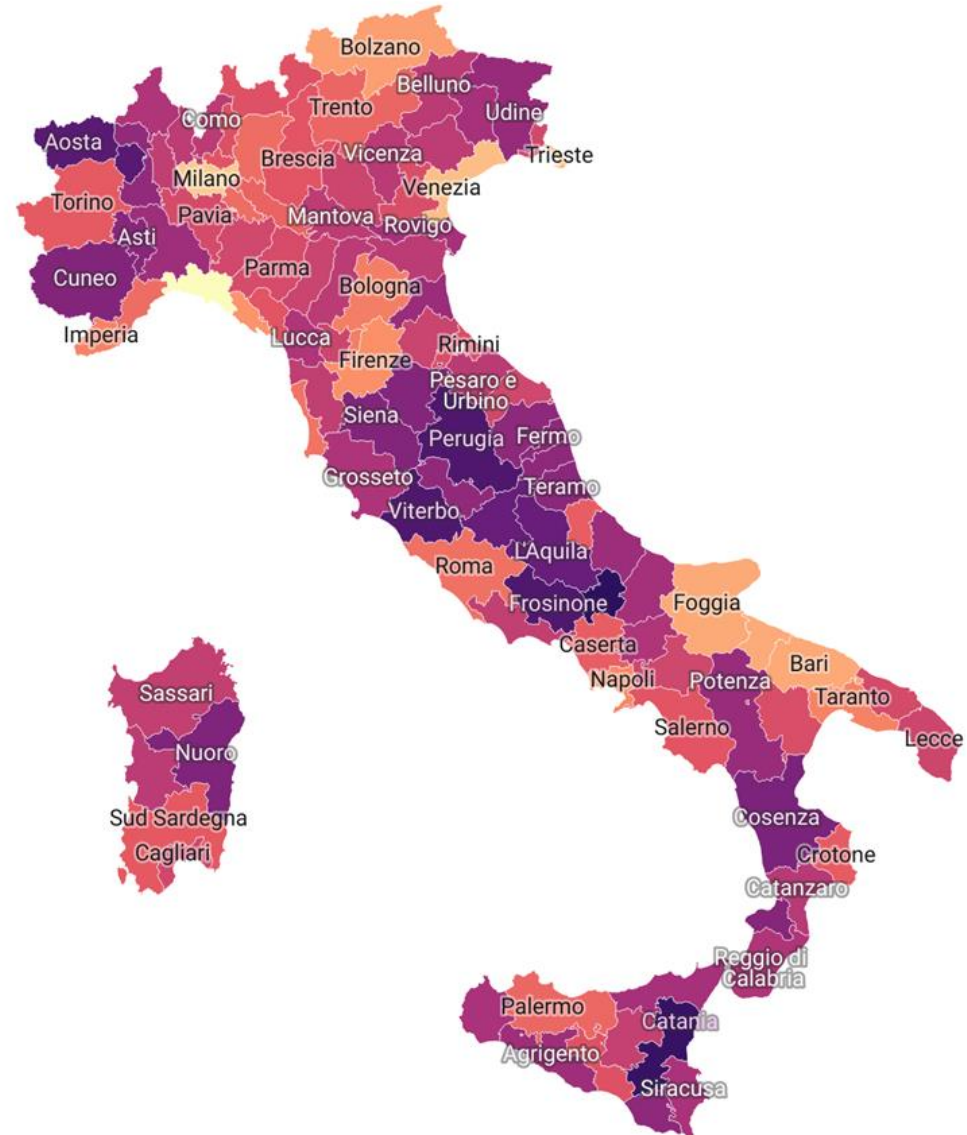 Bolzano
Belluno
Trento
Udine
Como
Aosta
Brescia
Vicenza
Trieste
Milano
Venezia
Torino
Pavia
Mantova
Rovigo
Asti
Parma
Cuneo
Bologna
Imperia
Lucca
Rimini
Firenze
Pesaro e
Urbino
Siena
Perugia
Fermo
Grosseto
Teramo
Viterbo
L'Aquila
Roma
Frosinone
Foggia
Caserta
Bari
Napoli
Potenza
Sassari
Taranto
Salerno
Lecce
Nuoro
Sud Sardegna
Cosenza
Cagliari
Crotone
Catanzaro
Reggio di
Calabria
Palermo
Catania
Agrigento
Siracusa